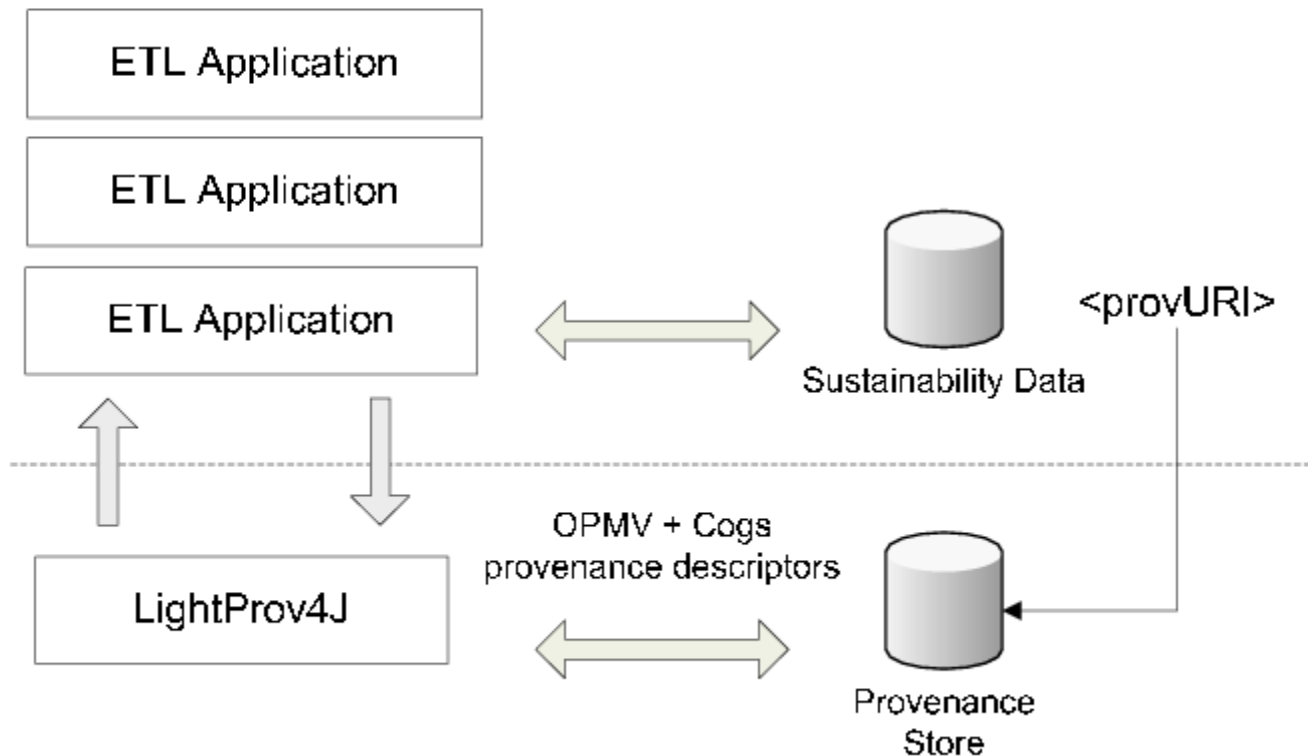 ETL Application
ETL Application
ETL Application
<provURI>
Sustainability Data
OPMV + Cogs
provenance descriptors
LightProv4J
Provenance
Store